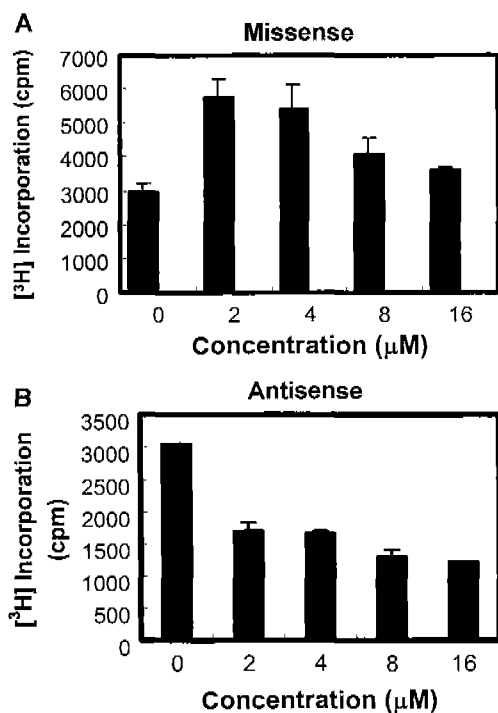 A
Missense
[³H] Incorporation (cpm)
7000
6000
5000
4000
3000
2000
1000
0
0 2 4 8 16
Concentration (μM)
B
Antisense
[³H] Incorporation
(cpm)
3500
3000
2500
2000
1500
1000
500
0
0 2 4 8 16
Concentration (μM)